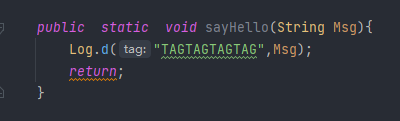 public static void sayHello(String Msg){
Log.d( tag: "TAGTAGTAGTAG",Msg);
return;
}